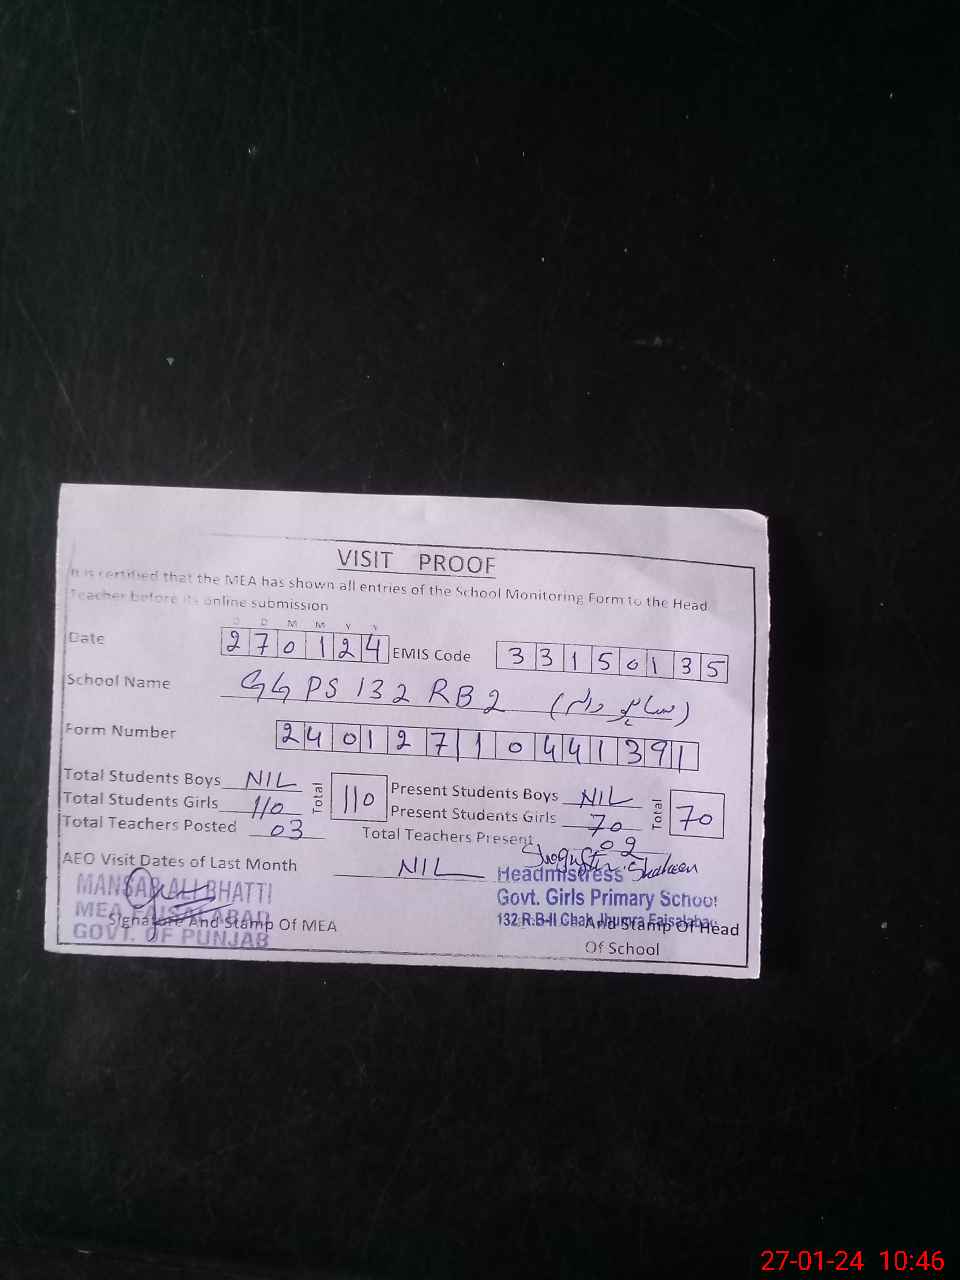 VISIT PROOF
It is certified that the MEA has shown all entries of the School Monitoring Form to the Head
Teacher before its online submission
D D M M Y Y
Date 270124 EMIS Code 33150135
School Name GGPS 132 RB 2
Form Number 24012710441391
Total Students Boys NIL Total 110 Present Students Boys NIL Total 70
Total Students Girls 110 Present Students Girls 70
Total Teachers Posted 03 Total Teachers Present 02
AEO Visit Dates of Last Month NIL
Shaheen
MANSAB ALI BHATTI
MEA FAISALABAD
GOVT. OF PUNJAB
Signature And Stamp Of MEA
Headmistress
Govt. Girls Primary School
132 R.B-II Chak Jhumra Faisalabad
And Stamp Of Head
Of School
27-01-24 10:46